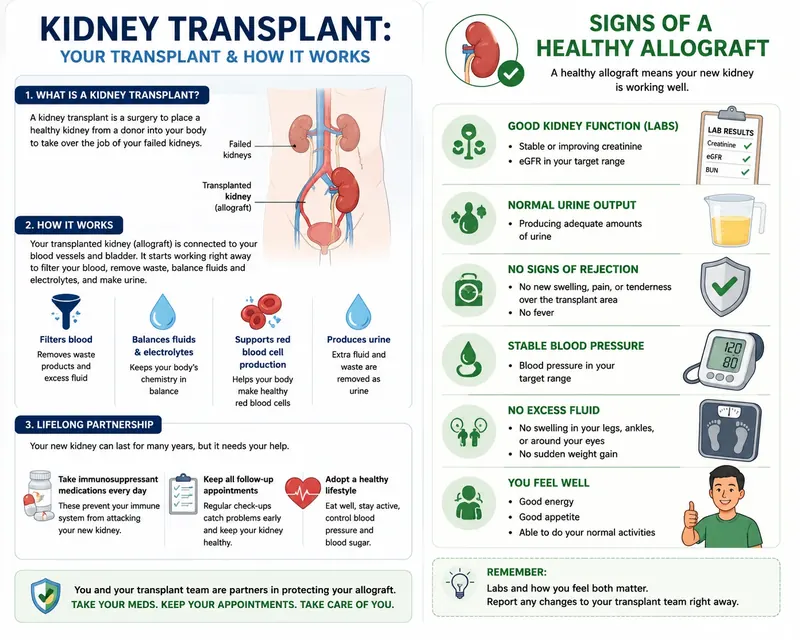 KIDNEY TRANSPLANT:
YOUR TRANSPLANT & HOW IT WORKS
1. WHAT IS A KIDNEY TRANSPLANT?
A kidney transplant is a surgery to place
a healthy kidney from a donor into your body
to take over the job of your failed kidneys.
Failed
kidneys
Transplanted
kidney
(allograft)
2. HOW IT WORKS
Your transplanted kidney (allograft) is connected to your
blood vessels and bladder. It starts working right away
to filter your blood, remove waste, balance fluids and
electrolytes, and make urine.
Filters blood
Removes waste
products and
excess fluid
Balances fluids
& electrolytes
Keeps your body's
chemistry in
balance
Supports red
blood cell
production
Helps your body
make healthy
red blood cells
Produces urine
Extra fluid and
waste are
removed as
urine
3. LIFELONG PARTNERSHIP
Your new kidney can last for many years, but it needs your help.
Take immunosuppressant
medications every day
These prevent your immune
system from attacking
your new kidney.
Keep all follow-up
appointments
Regular check-ups
catch problems early
and keep your kidney
healthy.
Adopt a healthy
lifestyle
Eat well, stay active,
control blood
pressure and
blood sugar.
You and your transplant team are partners in protecting your allograft.
TAKE YOUR MEDS. KEEP YOUR APPOINTMENTS. TAKE CARE OF YOU.
SIGNS OF A
HEALTHY ALLOGRAFT
A healthy allograft means your new kidney
is working well.
GOOD KIDNEY FUNCTION (LABS)
• Stable or improving creatinine
• eGFR in your target range
LAB RESULTS
Creatinine
eGFR
BUN
NORMAL URINE OUTPUT
• Producing adequate amounts
of urine
NO SIGNS OF REJECTION
• No new swelling, pain, or tenderness
over the transplant area
• No fever
STABLE BLOOD PRESSURE
• Blood pressure in your
target range
120
80
NO EXCESS FLUID
• No swelling in your legs, ankles,
or around your eyes
• No sudden weight gain
YOU FEEL WELL
• Good energy
• Good appetite
• Able to do your normal activities
REMEMBER:
Labs and how you feel both matter.
Report any changes to your transplant team right away.